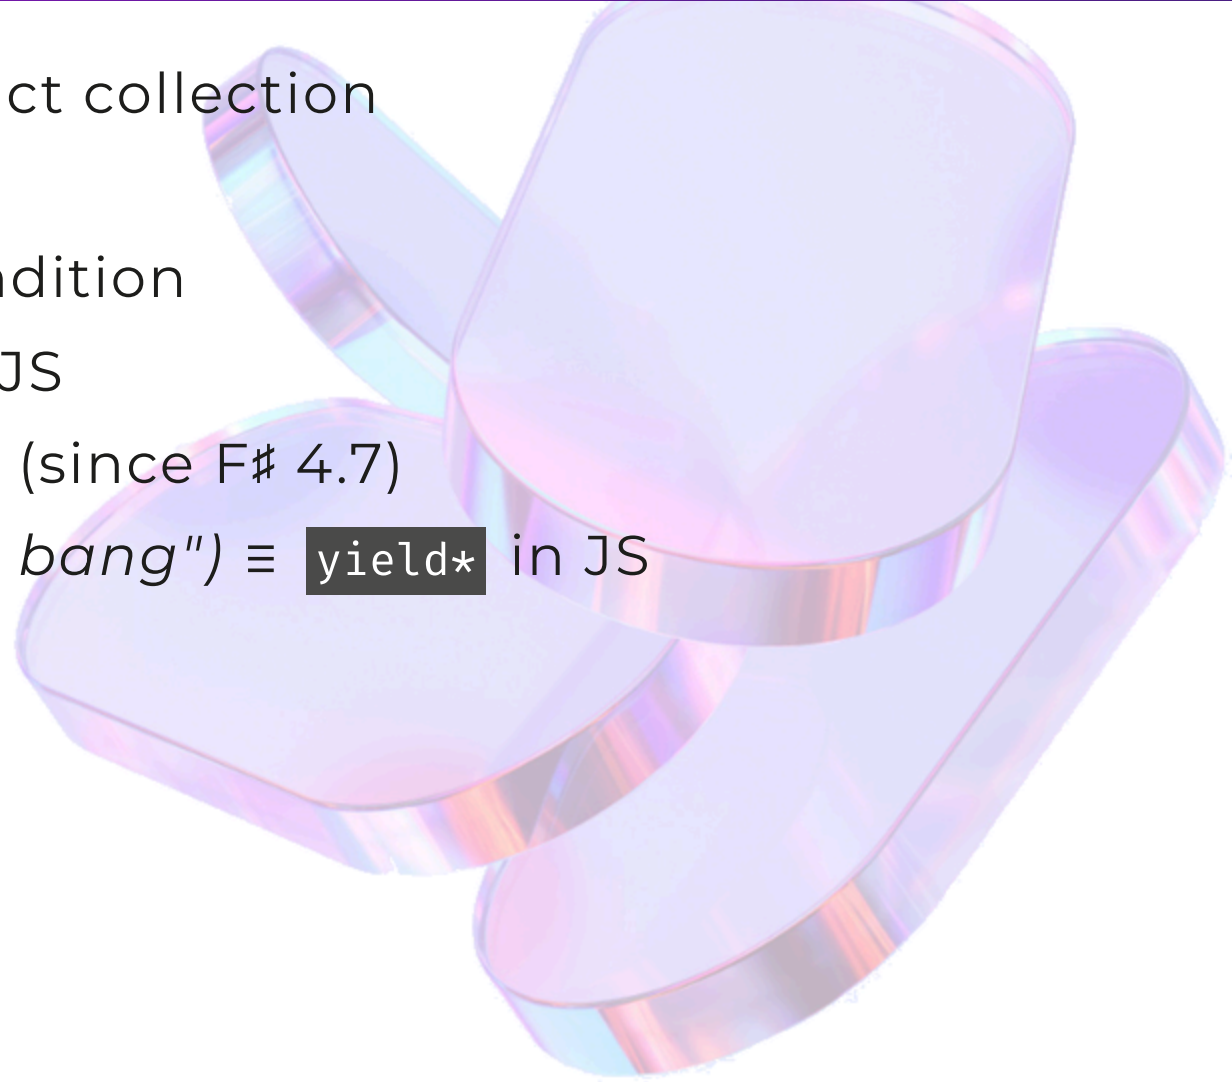 ct collection
ndition
JS
(since F♯ 4.7)
bang") ≡ yield* in JS